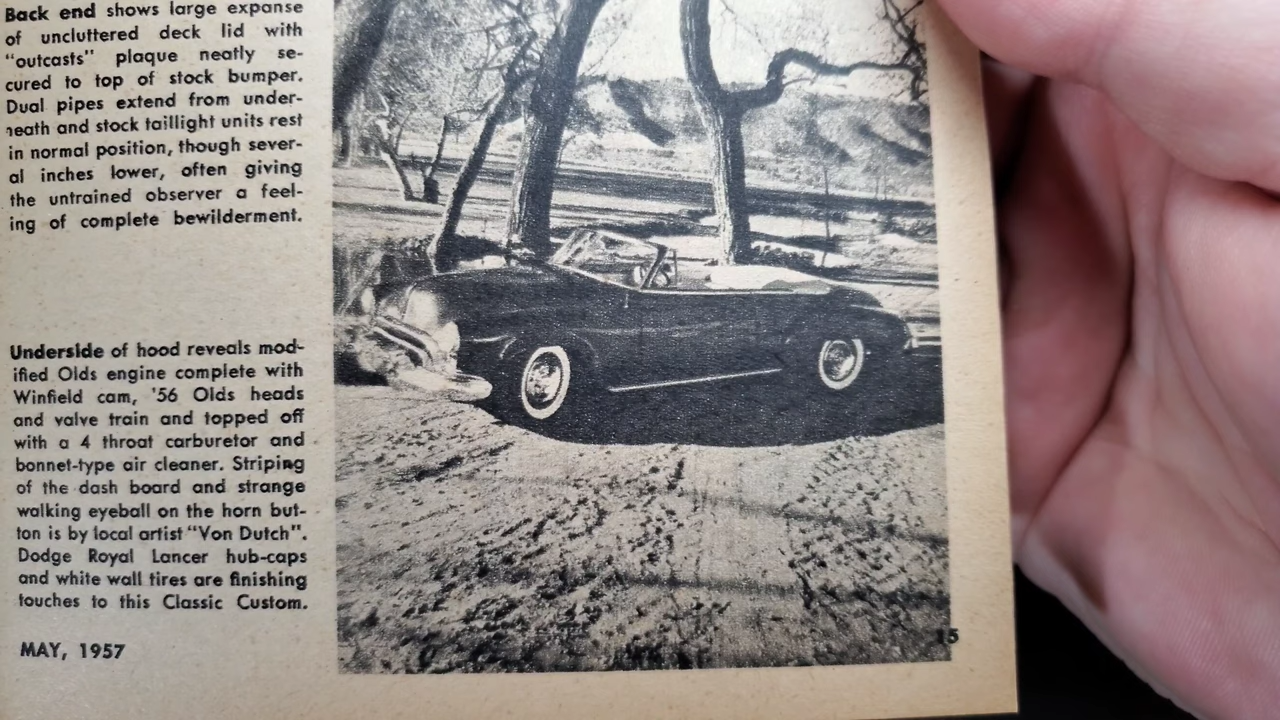 Back end shows large expanse
of uncluttered deck lid with
"outcasts" plaque neatly se-
cured to top of stock bumper.
Dual pipes extend from under-
neath and stock taillight units rest
in normal position, though sever-
al inches lower, often giving
the untrained observer a feel-
ing of complete bewilderment.
Underside of hood reveals mod-
ified Olds engine complete with
Winfield cam, '56 Olds heads
and valve train and topped off
with a 4 throat carburetor and
bonnet-type air cleaner. Striping
of the dash board and strange
walking eyeball on the horn but-
ton is by local artist "Von Dutch".
Dodge Royal Lancer hub-caps
and white wall tires are finishing
touches to this Classic Custom.
MAY, 1957
15